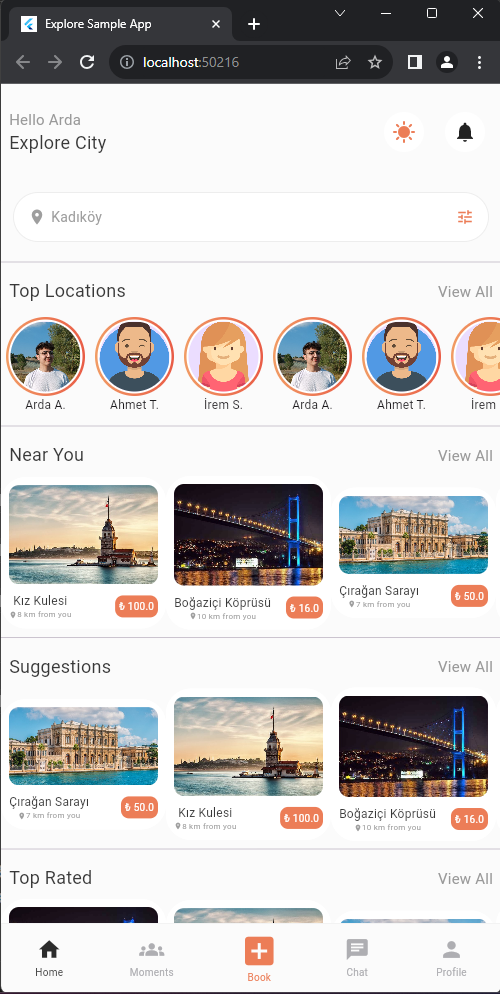 Explore Sample App
localhost:50216
Hello Arda
Explore City
Kadıköy
Top Locations
View All
Arda A.
Ahmet T.
İrem S.
Arda A.
Ahmet T.
İrem
Near You
View All
Kız Kulesi
8 km from you
₺ 100.0
Boğaziçi Köprüsü
10 km from you
₺ 16.0
Çırağan Sarayı
7 km from you
₺ 50.0
Suggestions
View All
Çırağan Sarayı
7 km from you
₺ 50.0
Kız Kulesi
8 km from you
₺ 100.0
Boğaziçi Köprüsü
10 km from you
₺ 16.0
Top Rated
View All
Home
Moments
Book
Chat
Profile